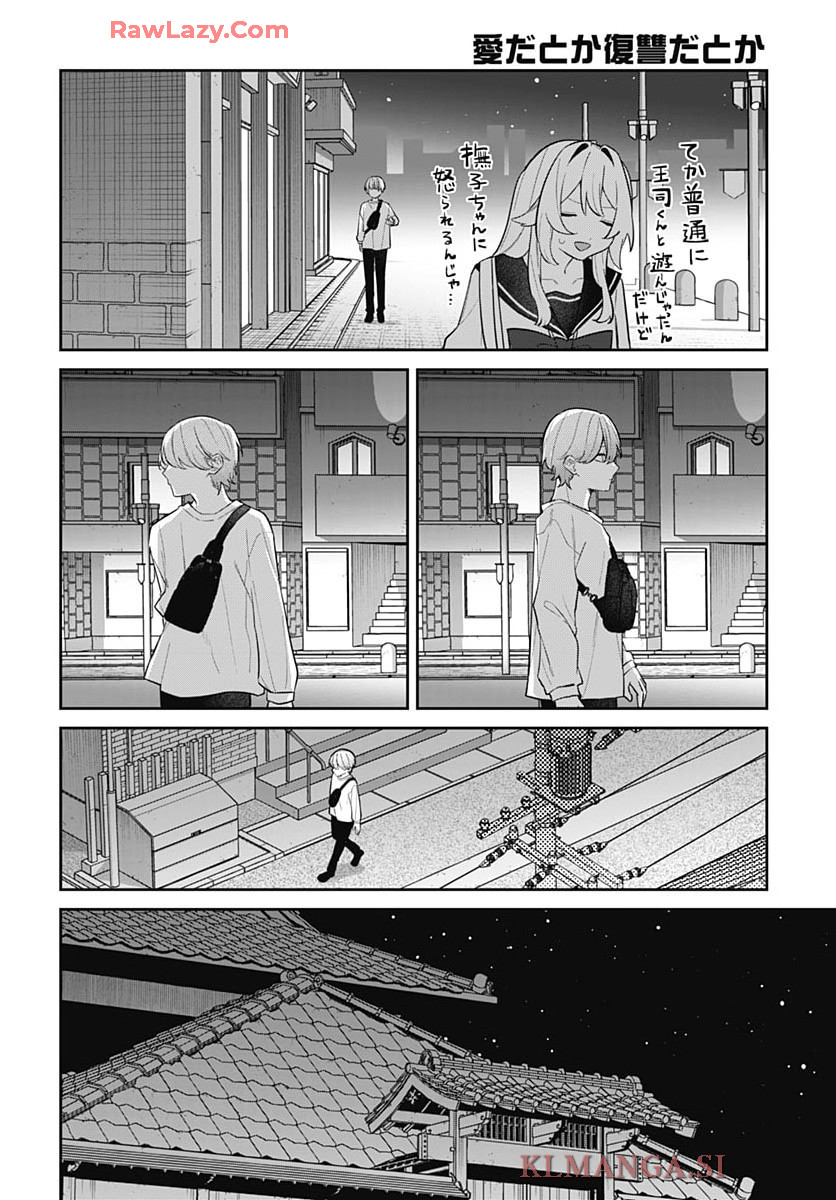 RawLazy.Com
愛だとか復讐だとか
てか普通に
王司くんと遊んじゃったん
だけど
撫子ちゃんに
怒られるんじゃ…
KLMANGA.SI